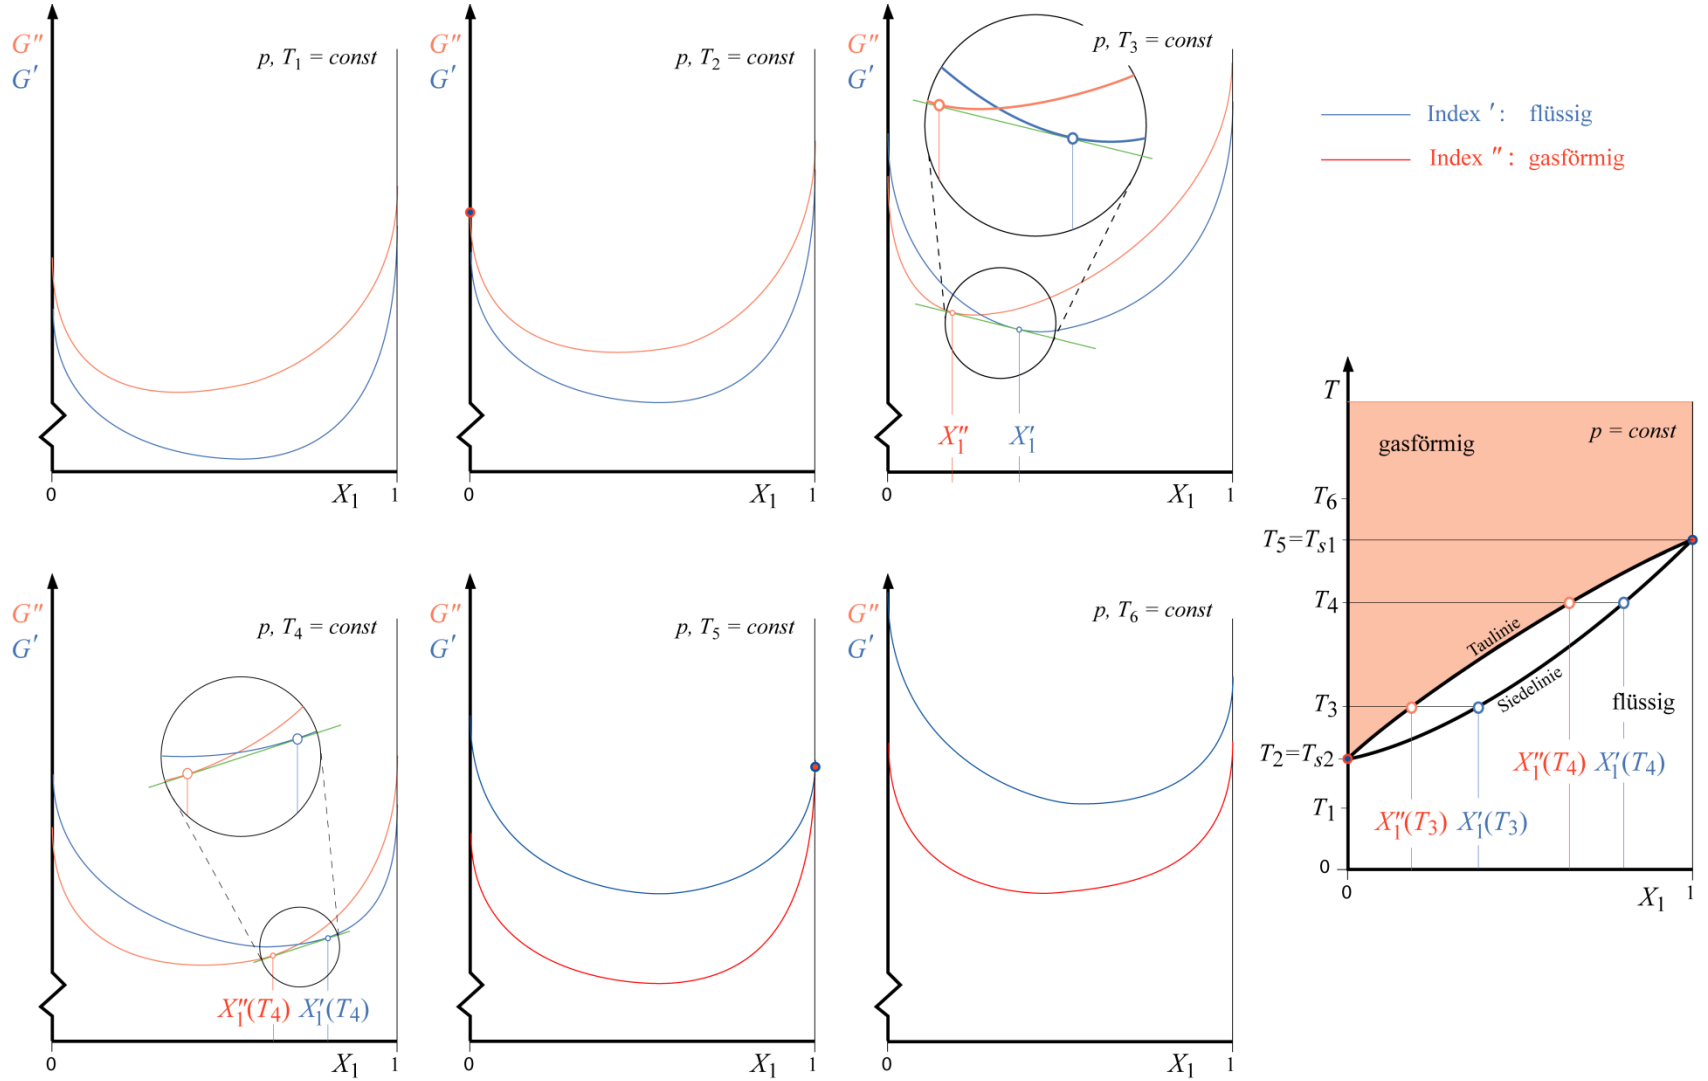 G″
G′
p, T₁ = const
0
X₁
1
G″
G′
p, T₂ = const
0
X₁
1
G″
G′
p, T₃ = const
X₁″
X₁′
0
X₁
1
Index ′: flüssig
Index ″: gasförmig
G″
G′
p, T₄ = const
X₁″(T₄) X₁′(T₄)
0
X₁
1
G″
G′
p, T₅ = const
0
X₁
1
G″
G′
p, T₆ = const
0
X₁
1
T
gasförmig
p = const
T₆
T₅=Tₛ₁
T₄
Taulinie
Siedelinie
T₃
flüssig
T₂=Tₛ₂
X₁″(T₄) X₁′(T₄)
T₁
X₁″(T₃) X₁′(T₃)
0
0
X₁
1